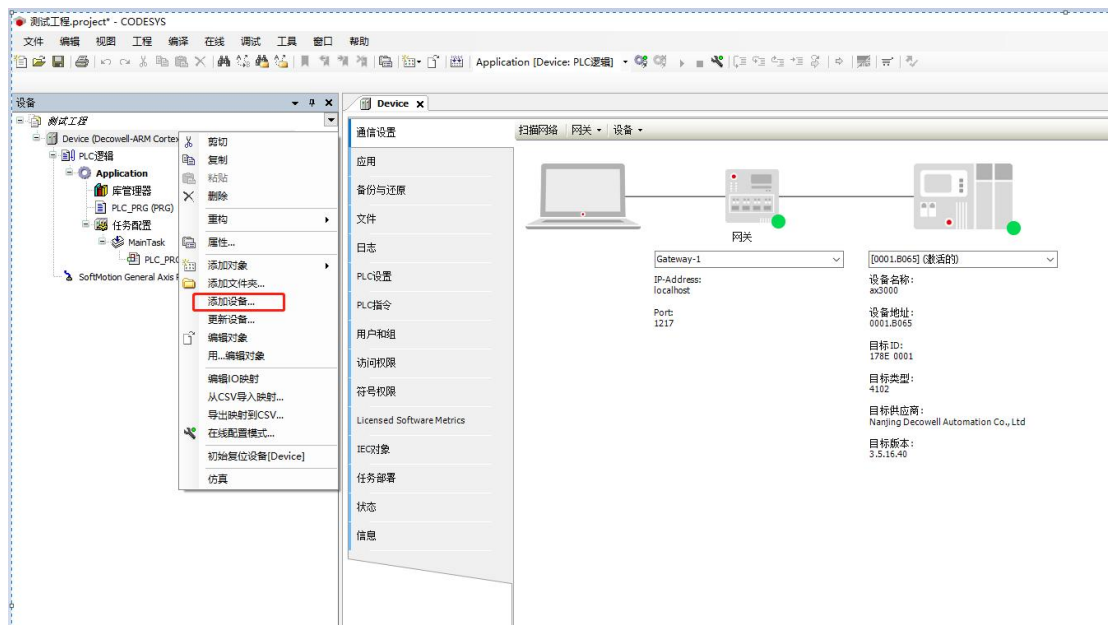 测试工程.project* - CODESYS
文件 编辑 视图 工程 编译 在线 调试 工具 窗口 帮助
Application [Device: PLC逻辑]
设备
测试工程
Device (Decowell-ARM Cortex
PLC逻辑
Application
库管理器
PLC_PRG (PRG)
任务配置
MainTask
PLC_PRG
SoftMotion General Axis P
剪切
复制
粘贴
删除
重构
属性...
添加对象
添加文件夹...
添加设备...
更新设备...
编辑对象
用...编辑对象
编辑IO映射
从CSV导入映射...
导出映射到CSV...
在线配置模式...
初始复位设备[Device]
仿真
Device
通信设置
应用
备份与还原
文件
日志
PLC设置
PLC指令
用户和组
访问权限
符号权限
Licensed Software Metrics
IEC对象
任务部署
状态
信息
扫描网络 网关 设备
网关
Gateway-1
IP-Address:
localhost
Port:
1217
[0001.B065] (激活的)
设备名称:
ax3000
设备地址:
0001.B065
目标ID:
178E 0001
目标类型:
4102
目标供应商:
Nanjing Decowell Automation Co., Ltd
目标版本:
3.5.16.40